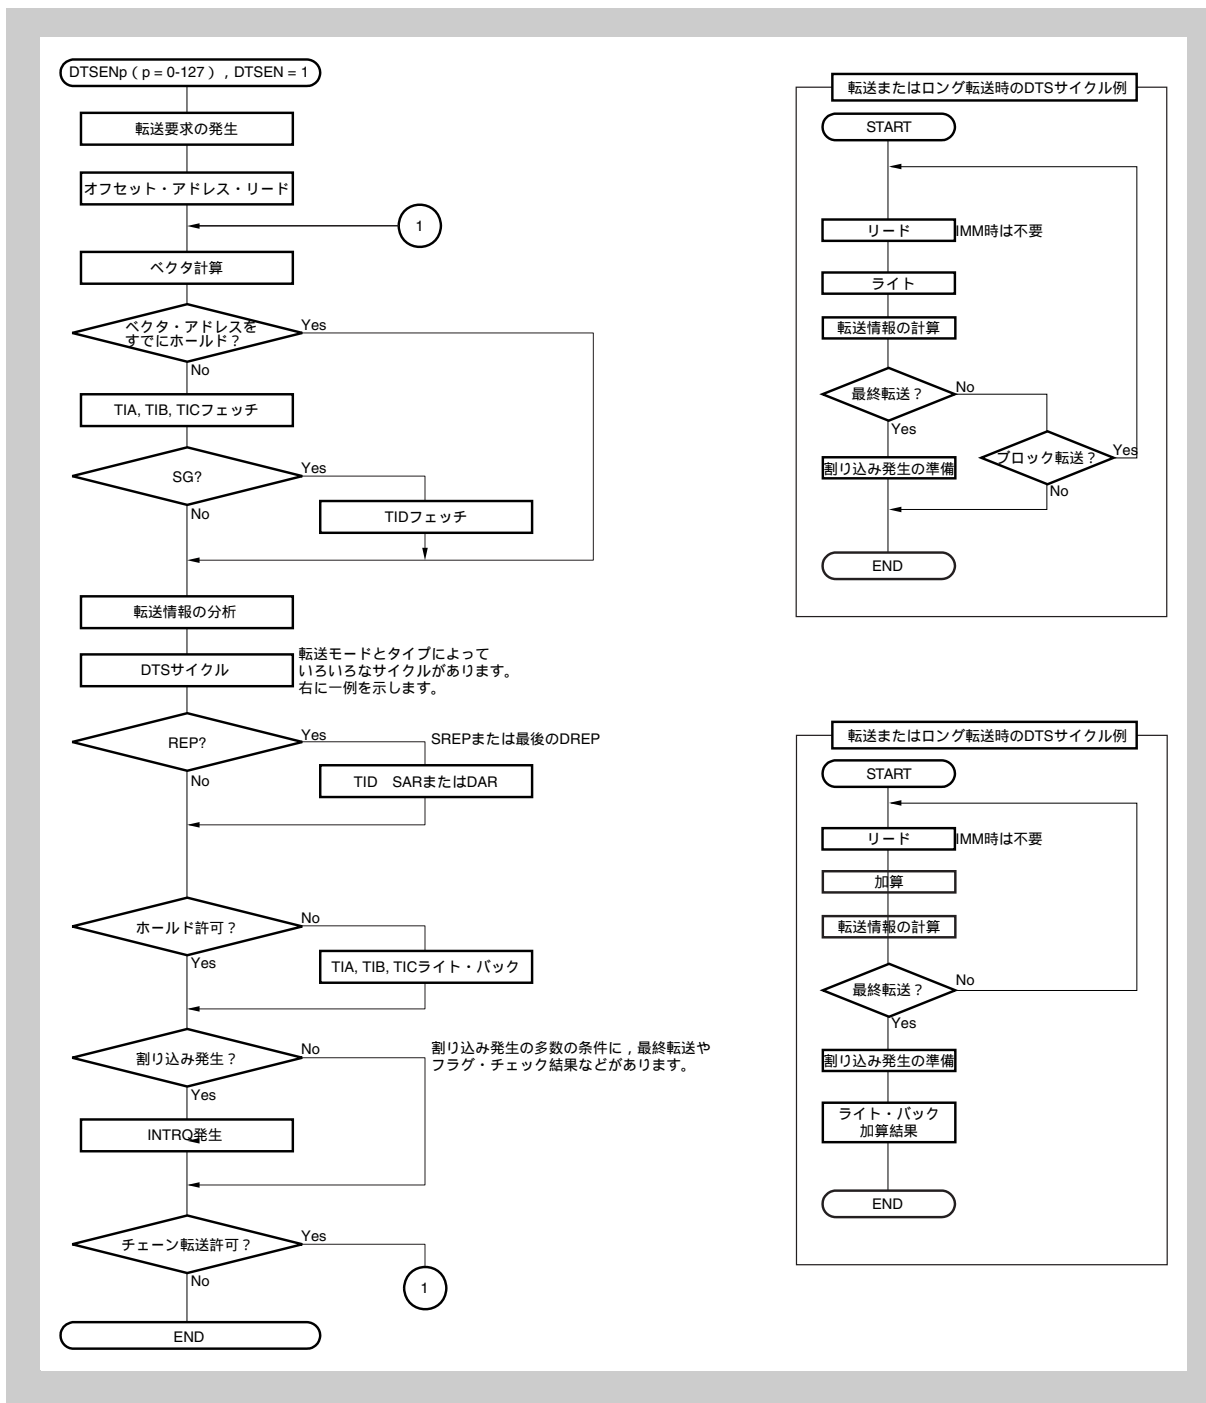 DTSENp ( p = 0-127 ) , DTSEN = 1
転送要求の発生
オフセット・アドレス・リード
1
ベクタ計算
ベクタ・アドレスを
すでにホールド？
Yes
No
TIA, TIB, TICフェッチ
SG?
Yes
No
TIDフェッチ
転送情報の分析
DTSサイクル
転送モードとタイプによって
いろいろなサイクルがあります。
右に一例を示します。
REP?
Yes
No
SREPまたは最後のDREP
TID SARまたはDAR
ホールド許可？
No
Yes
TIA, TIB, TICライト・バック
割り込み発生？
No
Yes
割り込み発生の多数の条件に，最終転送や
フラグ・チェック結果などがあります。
INTRQ発生
チェーン転送許可？
Yes
No
1
END
転送またはロング転送時のDTSサイクル例
START
リード
IMM時は不要
ライト
転送情報の計算
最終転送？
No
Yes
ブロック転送？
Yes
No
割り込み発生の準備
END
転送またはロング転送時のDTSサイクル例
START
リード
IMM時は不要
加算
転送情報の計算
最終転送？
No
Yes
割り込み発生の準備
ライト・バック
加算結果
END